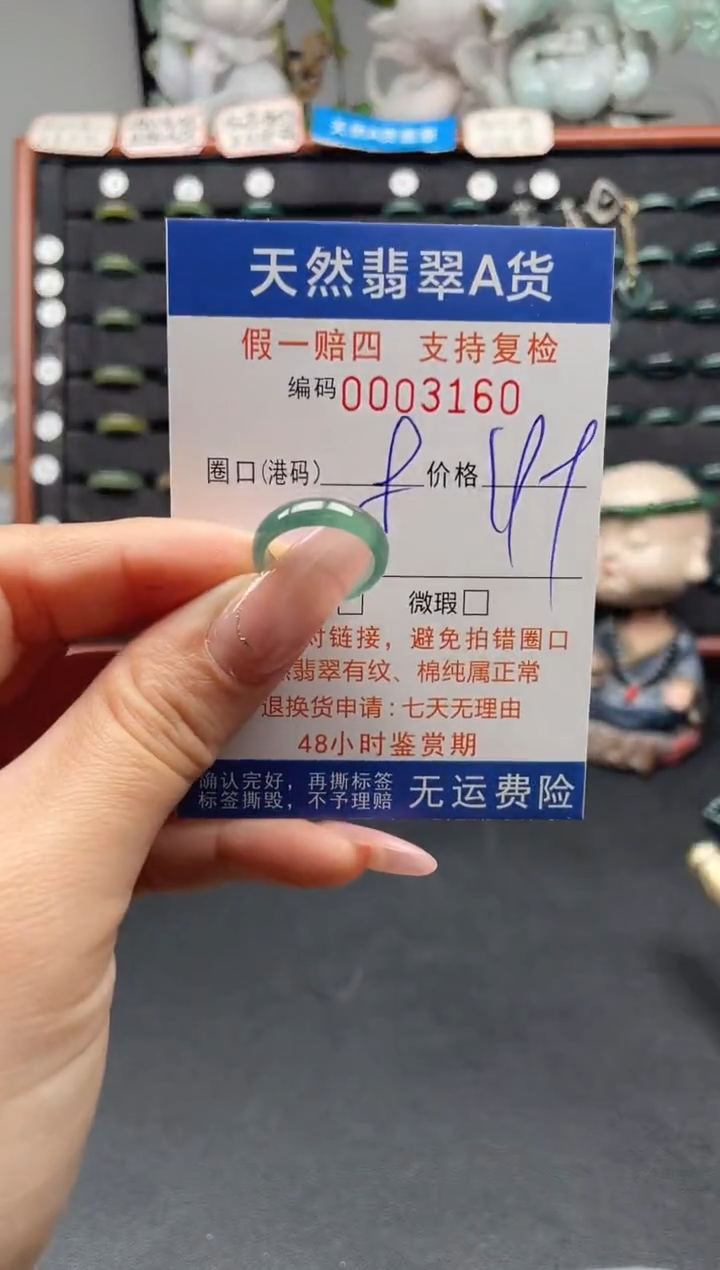 天然翡翠A货
假一赔四 支持复检
编码0003160
圈口(港码) 价格
微瑕
对链接，避免拍错圈口
翡翠有纹、棉纯属正常
退换货申请：七天无理由
48小时鉴赏期
确认完好，再撕标签
标签撕毁，不予理赔
无运费险